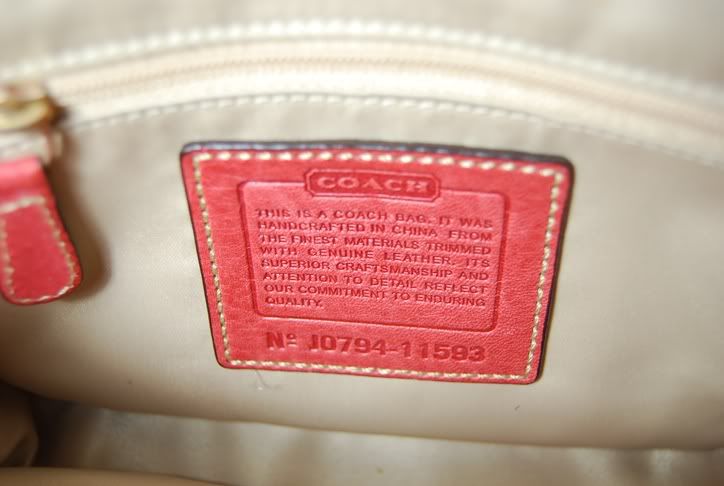 COACH
THIS IS A COACH BAG. IT WAS
HANDCRAFTED IN CHINA FROM
THE FINEST MATERIALS TRIMMED
WITH GENUINE LEATHER. ITS
SUPERIOR CRAFTSMANSHIP AND
ATTENTION TO DETAIL REFLECT
OUR COMMITMENT TO ENDURING
QUALITY.
Nº J0794-11593